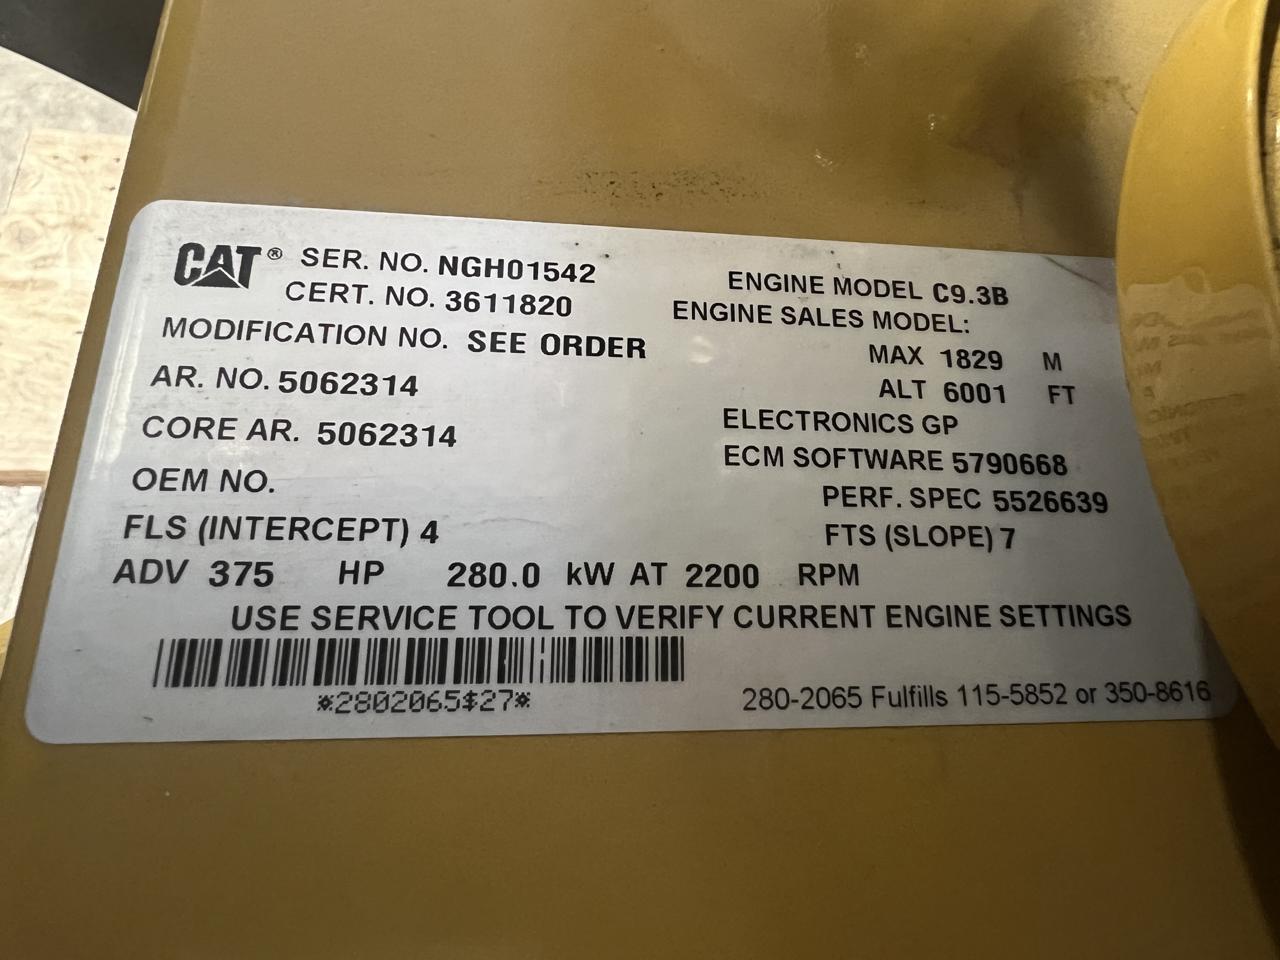 CAT® SER. NO. NGH01542
CERT. NO. 3611820
MODIFICATION NO. SEE ORDER
AR. NO. 5062314
CORE AR. 5062314
OEM NO.
FLS (INTERCEPT) 4
ENGINE MODEL C9.3B
ENGINE SALES MODEL:
MAX 1829 M
ALT 6001 FT
ELECTRONICS GP
ECM SOFTWARE 5790668
PERF. SPEC 5526639
FTS (SLOPE) 7
ADV 375 HP 280.0 kW AT 2200 RPM
USE SERVICE TOOL TO VERIFY CURRENT ENGINE SETTINGS
*2802065$27*
280-2065 Fulfills 115-5852 or 350-8616